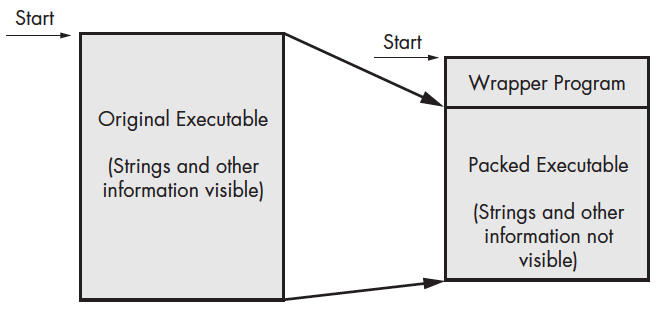 Start
Original Executable
(Strings and other
information visible)
Start
Wrapper Program
Packed Executable
(Strings and other
information not
visible)